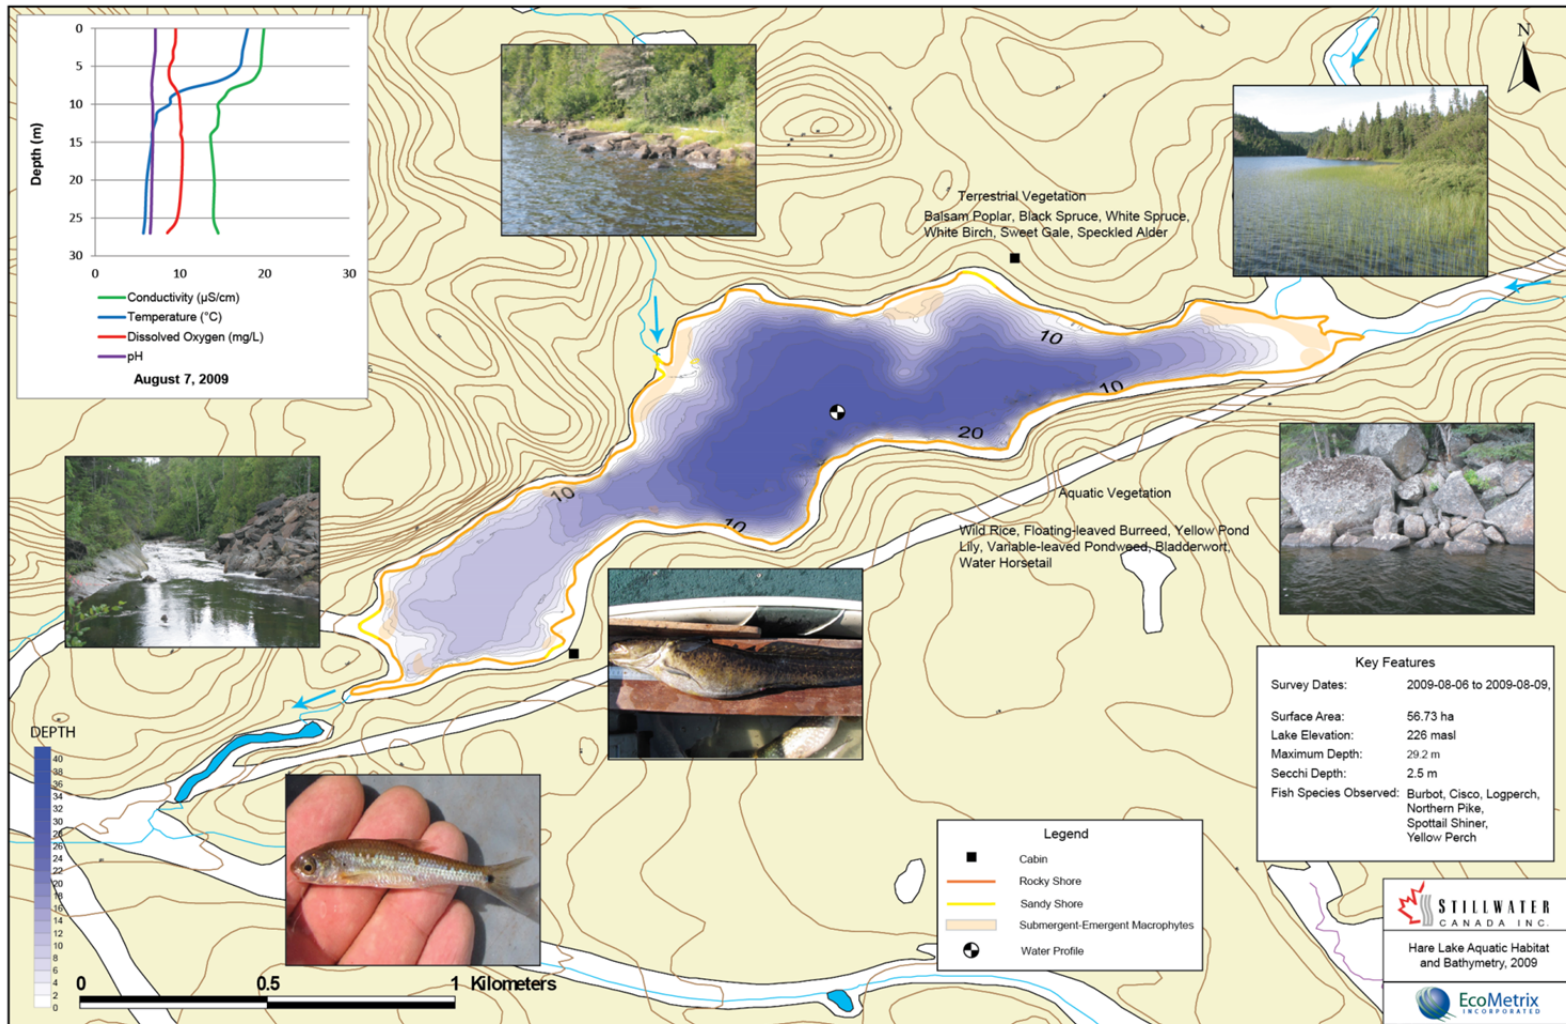 0
5
10
15
20
25
30
Depth (m)
0 10 20 30
Conductivity (µS/cm)
Temperature (°C)
Dissolved Oxygen (mg/L)
pH
August 7, 2009
N
Terrestrial Vegetation
Balsam Poplar, Black Spruce, White Spruce,
White Birch, Sweet Gale, Speckled Alder
10
10
20
10
10
Aquatic Vegetation
Wild Rice, Floating-leaved Burreed, Yellow Pond
Lily, Variable-leaved Pondweed, Bladderwort,
Water Horsetail
Key Features
Survey Dates: 2009-08-06 to 2009-08-09,
Surface Area: 56.73 ha
Lake Elevation: 226 masl
Maximum Depth: 29.2 m
Secchi Depth: 2.5 m
Fish Species Observed: Burbot, Cisco, Logperch,
Northern Pike,
Spottail Shiner,
Yellow Perch
DEPTH
40
38
36
34
32
30
28
26
24
22
20
18
16
14
12
10
8
6
4
2
0
0 0.5 1 Kilometers
Legend
Cabin
Rocky Shore
Sandy Shore
Submergent-Emergent Macrophytes
Water Profile
STILLWATER
CANADA INC.
Hare Lake Aquatic Habitat
and Bathymetry, 2009
EcoMetrix
INCORPORATED